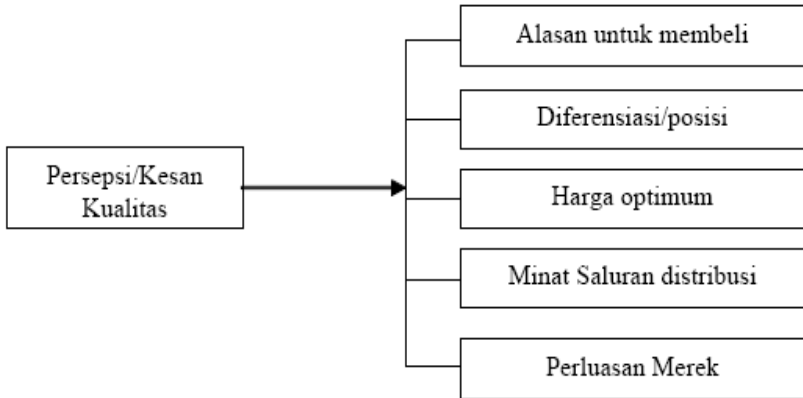 Alasan untuk membeli
Diferensiasi/posisi
Persepsi/Kesan
Kualitas
Harga optimum
Minat Saluran distribusi
Perluasan Merek